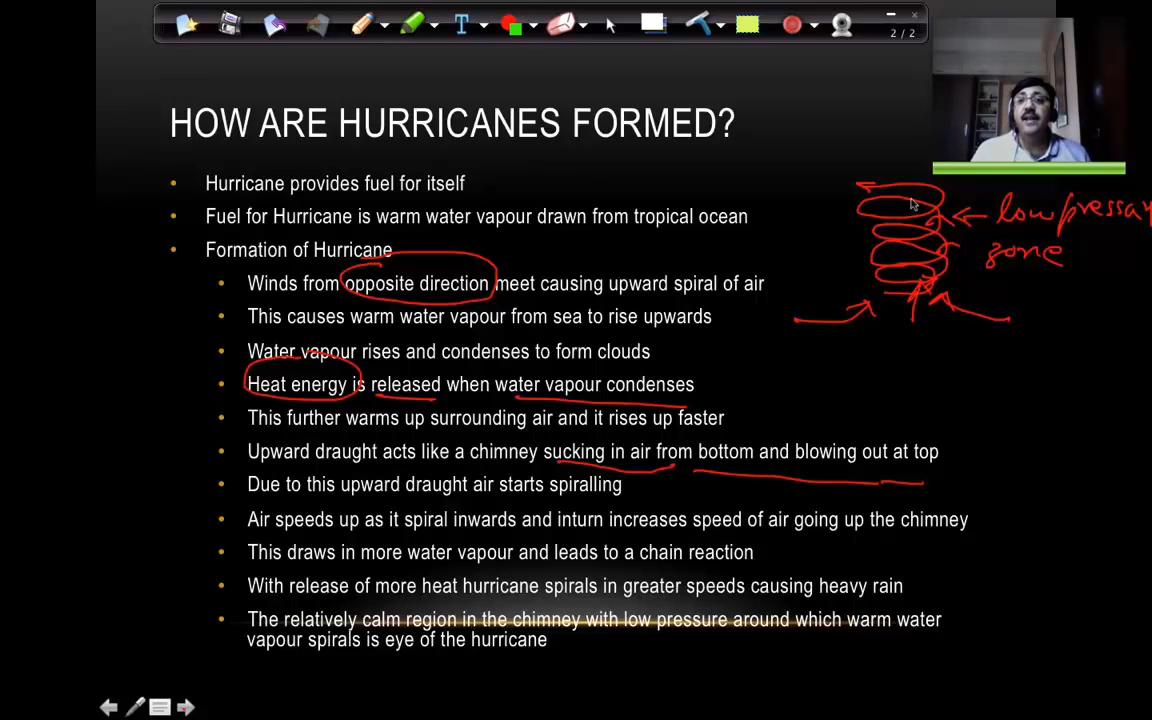 2 / 2
HOW ARE HURRICANES FORMED?
• Hurricane provides fuel for itself
• Fuel for Hurricane is warm water vapour drawn from tropical ocean
• Formation of Hurricane
• Winds from opposite direction meet causing upward spiral of air
• This causes warm water vapour from sea to rise upwards
• Water vapour rises and condenses to form clouds
• Heat energy is released when water vapour condenses
• This further warms up surrounding air and it rises up faster
• Upward draught acts like a chimney sucking in air from bottom and blowing out at top
• Due to this upward draught air starts spiralling
• Air speeds up as it spiral inwards and inturn increases speed of air going up the chimney
• This draws in more water vapour and leads to a chain reaction
• With release of more heat hurricane spirals in greater speeds causing heavy rain
• The relatively calm region in the chimney with low pressure around which warm water
vapour spirals is eye of the hurricane
low
zone